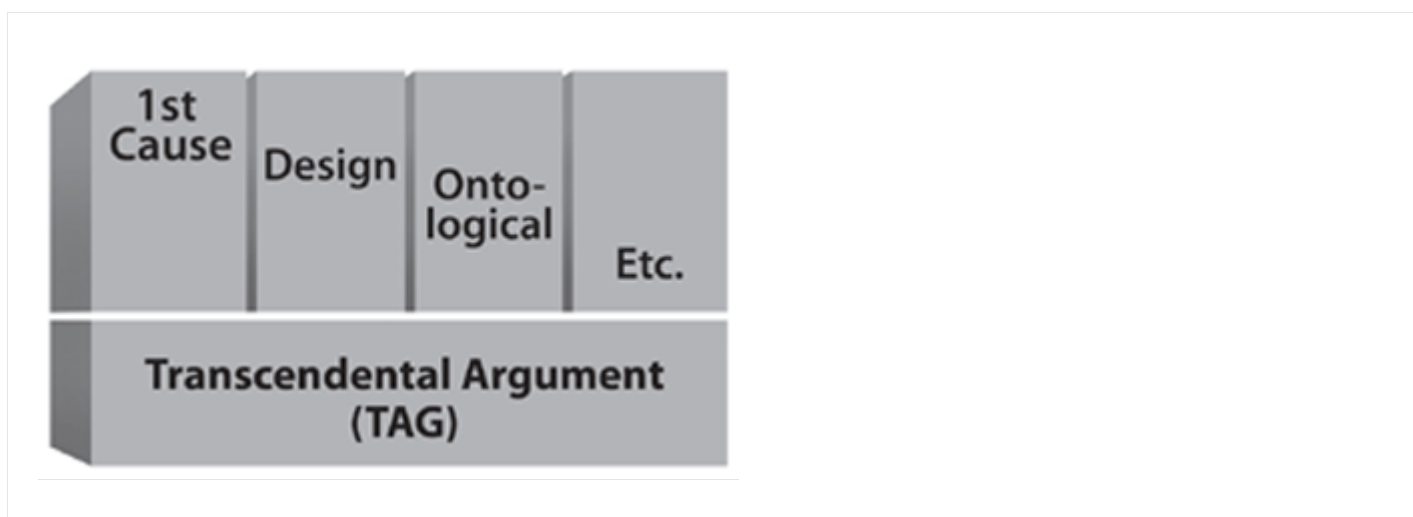 1st
Cause
Design
Onto-
logical
Etc.
Transcendental Argument
(TAG)